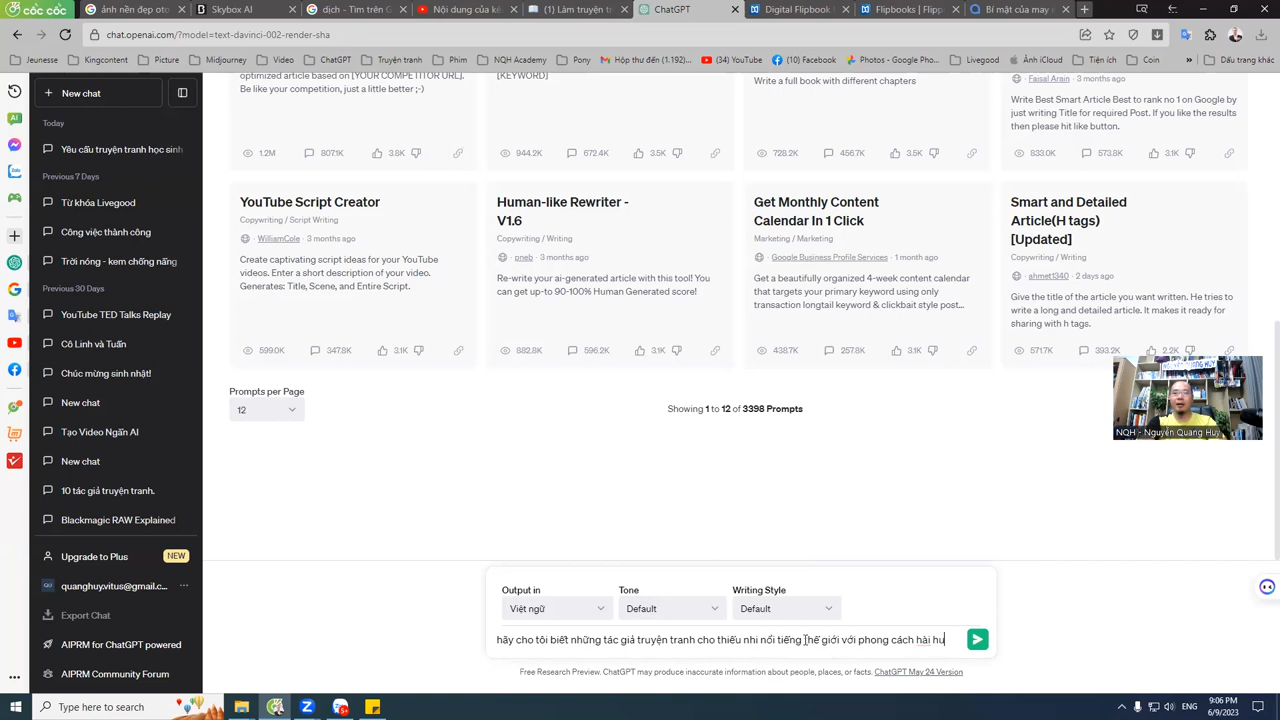 ảnh nền powerp
Skybox AI
dịch - Tìm trên G
Nội dung của kê
(1) Làm truyện tr
ChatGPT
Digital Flipbook
Flipbooks | Hipp
Bí mật của may
chat.openai.com/?model=text-davinci-002-render-sha
Jeunesse
Kingschan
Picture
Midjourney
Video
ChatGPT
Truyện tranh
Phim
NQH Academy
Pony
Hộp thư đến (1.192)...
(34) YouTube
(10) Facebook
Google Photos - Google Pho...
Livegood
Ảnh iCloud
Tiện ích
Coin
»
Dấu trang khác
New chat
Today
Yêu cầu truyện tranh học sinh
Previous 7 Days
Từ khóa Livegood
Công việc thành công
Trời nóng - kem chống nắng
Previous 30 Days
YouTube TED Talks Replay
Cô Linh và Tuấn
Chúc mừng sinh nhật!
New chat
Tạo Video Ngắn AI
New chat
10 tác giả truyện tranh.
Blackmagic RAW Explained
Upgrade to Plus
NEW
QU
quanghuy.vitus@gmail.c...
Export Chat
AIPRM powered
AIPRM Community Forum
optimized article based on [YOUR COMPETITOR URL].
Be like your competition, just a little better ;-)
1.2M 807.1K 3.8K
[KEYWORD]
944.2K 672.4K 3.5K
Write a full book with different chapters
728.2K 456.7K 3.5K
· Faisal Arain · 3 months ago
Write Best Smart Article Best to rank no 1 on Google by
just writing Title for required Post. If you like the results
then please hit like button.
833.0K 573.8K 3.1K
YouTube Script Creator
Copywriting / Script Writing
· WilliamCole · 3 months ago
Create captivating script ideas for your YouTube
videos. Enter a short description of your video.
Generates: Title, Scene, and Entire Script.
599.0K 347.8K 3.1K
Human-like Rewriter -
V1.6
Copywriting / Writing
· pneb · 3 months ago
Re-write your ai-generated article with this tool! You
can get up-to 90-100% Human Generated score!
882.8K 596.2K 3.1K
Get Monthly Content
Calendar In 1 Click
Marketing / Marketing
· Google Business Profile Services · 1 month ago
Get a beautifully organized 4-week content calendar
that targets your primary keyword using only
transaction longtail keyword & clickbait style post...
438.7K 257.8K 3.1K
Smart and Detailed
Article(H tags)
[Updated]
Copywriting / Writing
· ahmet1340 · 2 days ago
Give the title of the article you want written. He tries to
write a long and detailed article. It makes it ready for
sharing with h tags.
571.7K 393.2K 2.2K
Prompts per Page
12
Showing 1 to 12 of 3398 Prompts
NGUYỄN QUANG HUY
NQH - Nguyễn Quang Huy
Output in
Tone
Writing Style
Việt ngữ
Default
Default
hãy cho tôi biết những tác giả truyện tranh cho thiếu nhi nổi tiếng thế giới với phong cách hài hu
Free Research Preview. ChatGPT may produce inaccurate information about people, places, or facts. ChatGPT May 24 Version
Type here to search
ENG
9:06 PM
6/9/2023